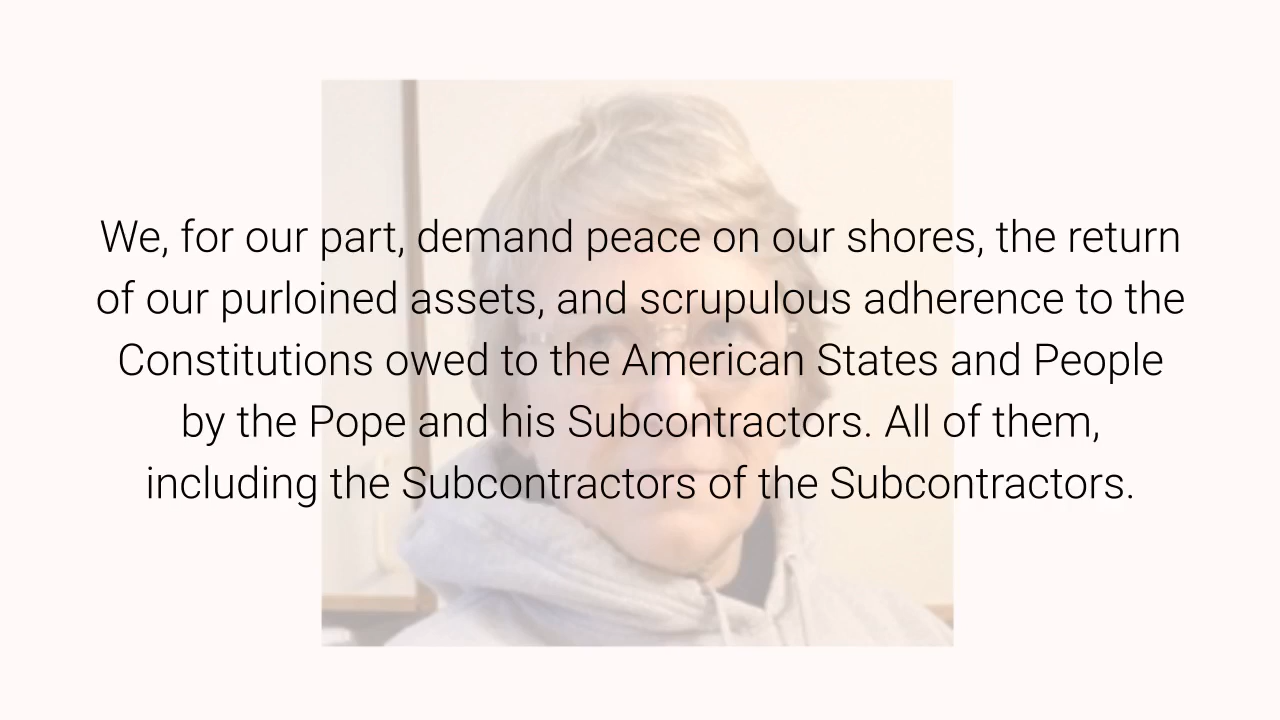 We, for our part, demand peace on our shores, the return
of our purloined assets, and scrupulous adherence to the
Constitutions owed to the American States and People
by the Pope and his Subcontractors. All of them,
including the Subcontractors of the Subcontractors.